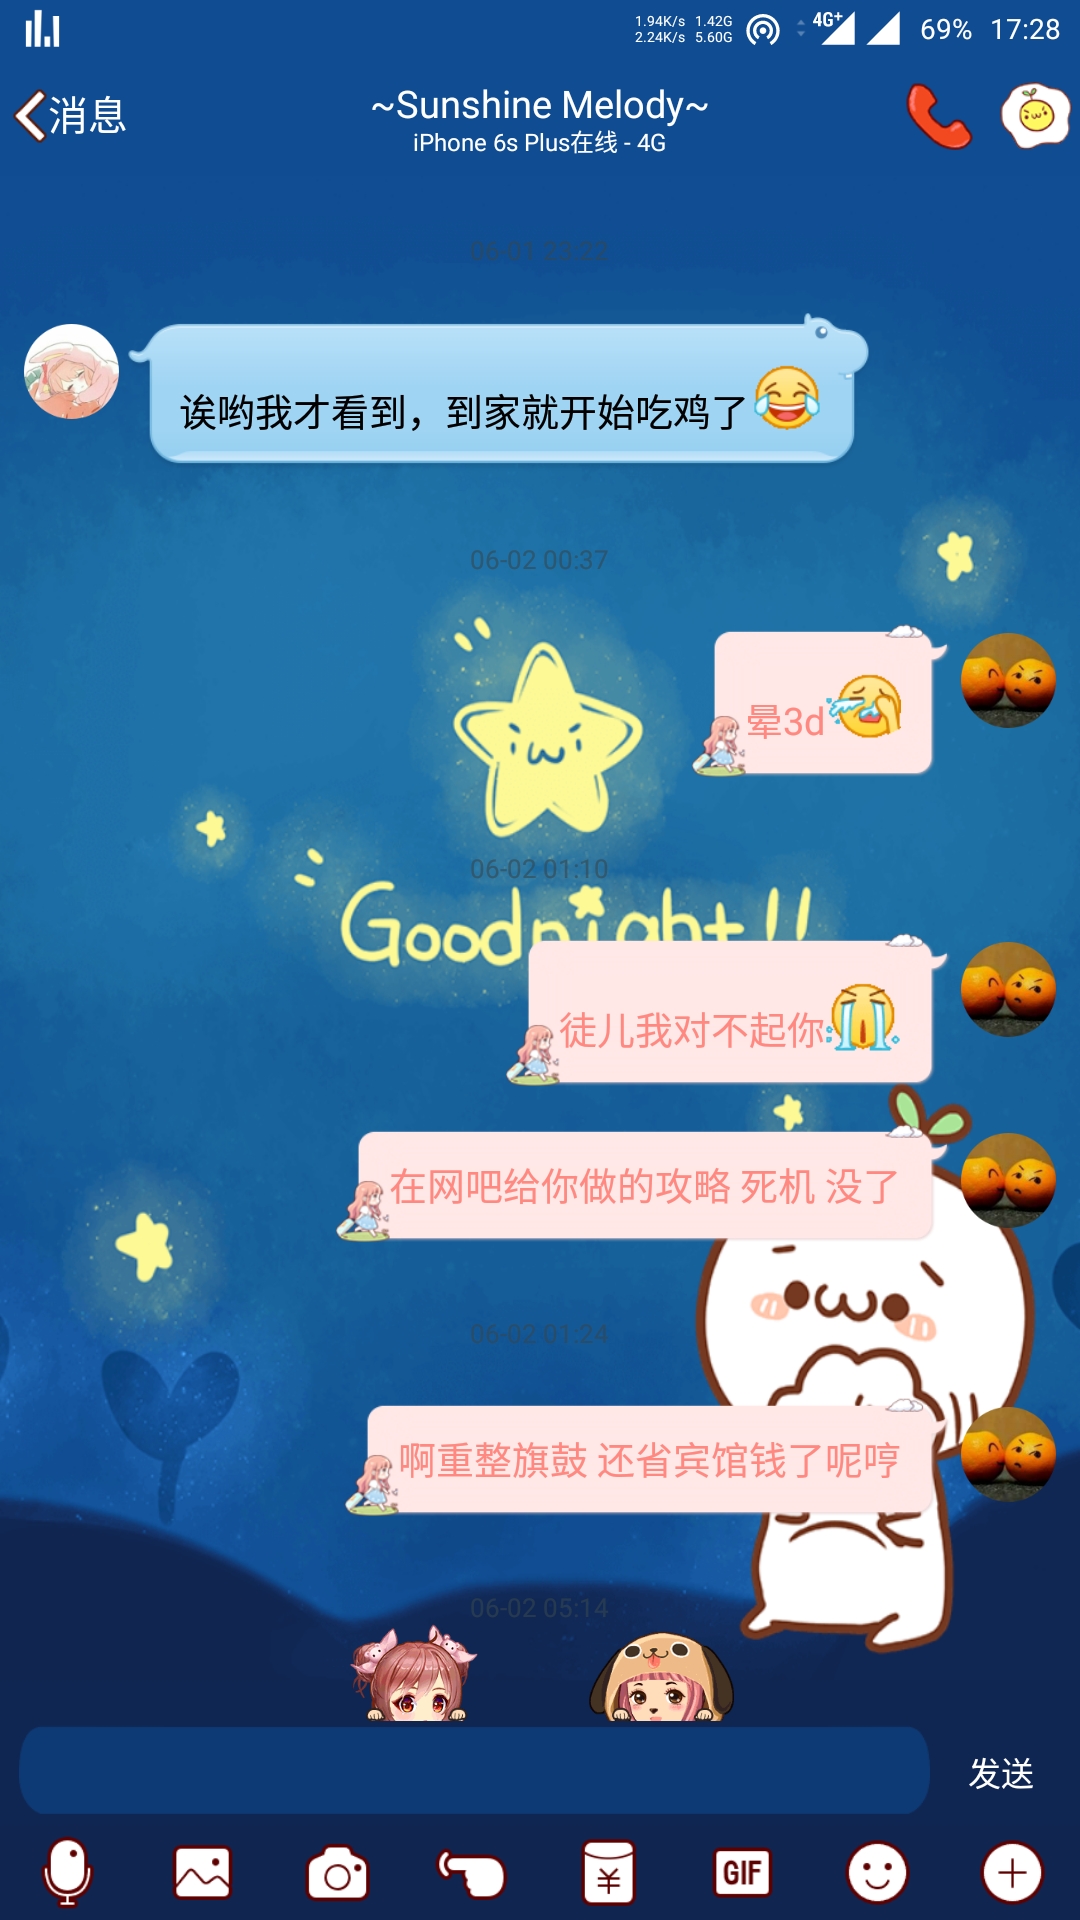 1.94K/s 1.42G
2.24K/s 5.60G
4G+
69% 17:28
消息
~Sunshine Melody~
iPhone 6s Plus在线 - 4G
06-01 23:22
诶哟我才看到，到家就开始吃鸡了
06-02 00:37
晕3d
06-02 01:10
Goodnight!!
徒儿我对不起你
在网吧给你做的攻略 死机 没了
06-02 01:24
啊重整旗鼓 还省宾馆钱了呢哼
06-02 05:14
发送
GIF